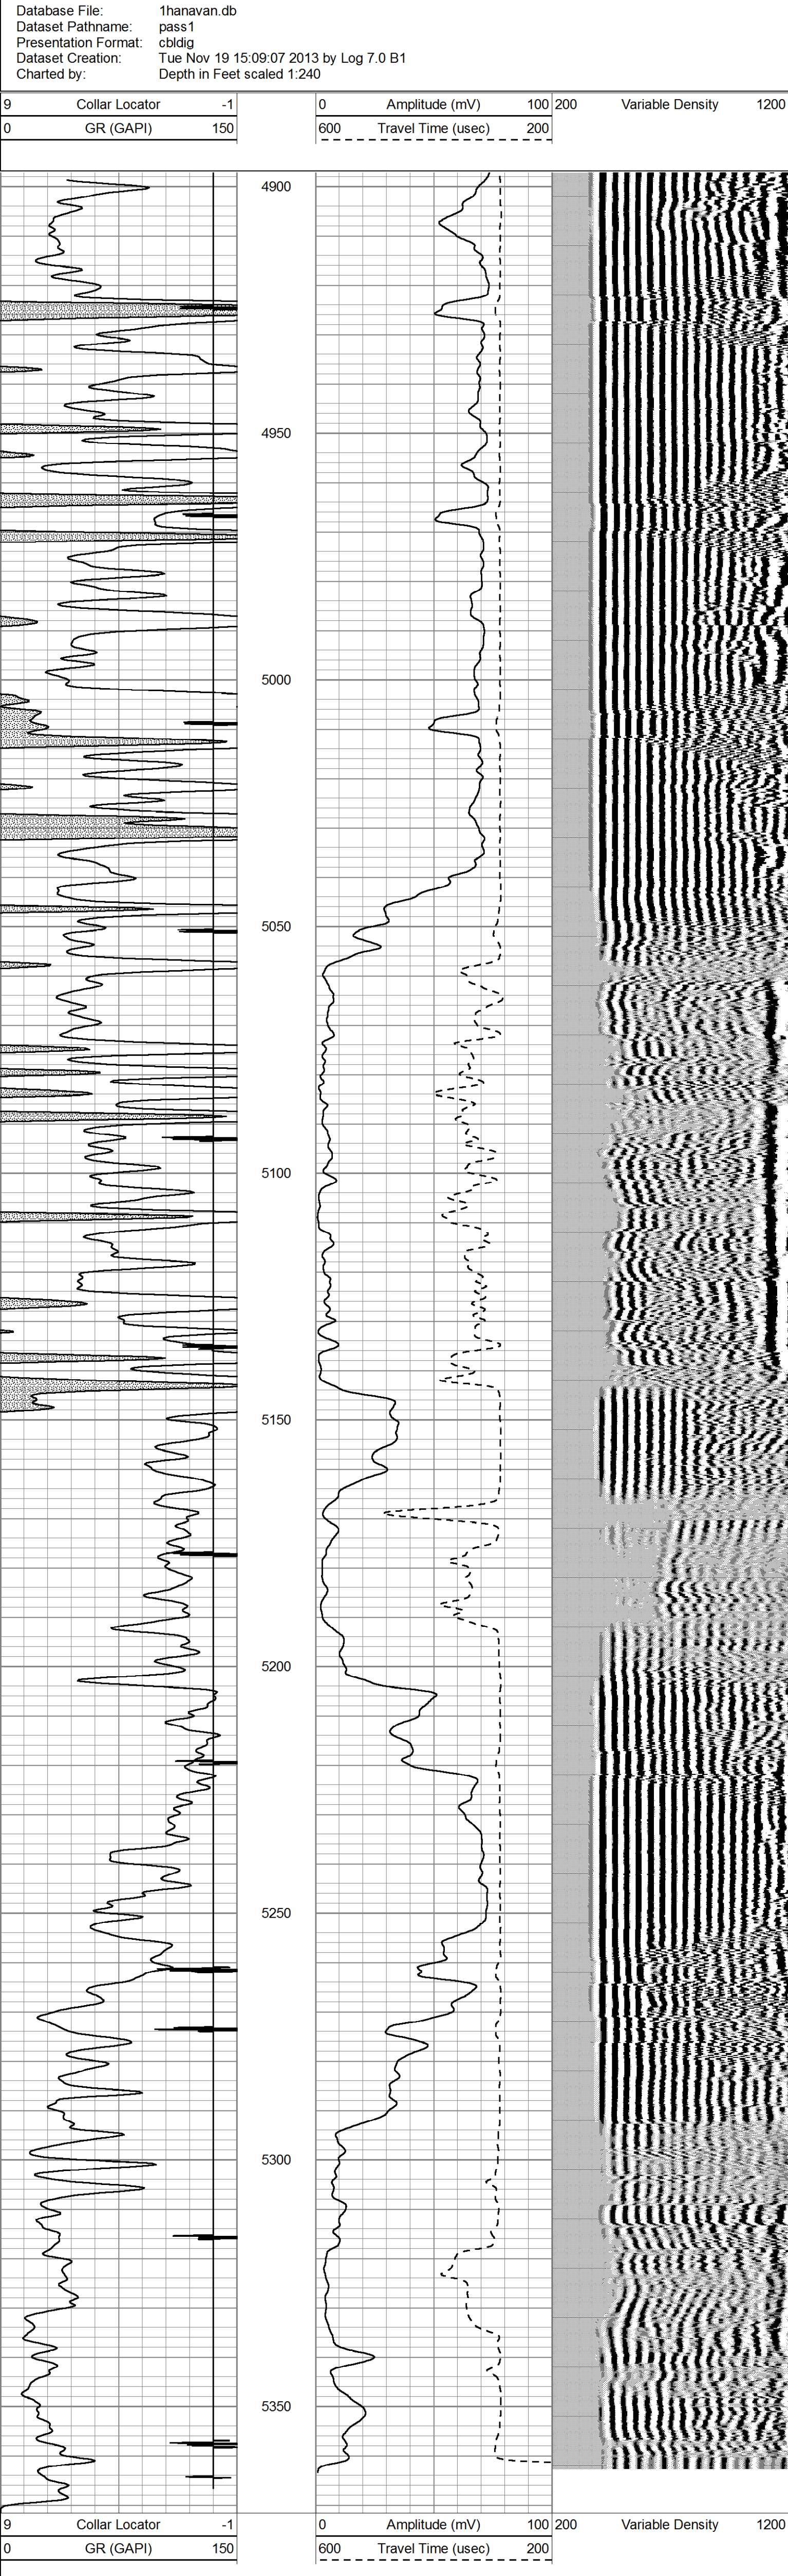 Database File: 1hanavan.db
Dataset Pathname: pass1
Presentation Format: cbldig
Dataset Creation: Tue Nov 19 15:09:07 2013 by Log 7.0 B1
Charted by: Depth in Feet scaled 1:240
9 Collar Locator -1 0 Amplitude (mV) 100 200 Variable Density 1200
0 GR (GAPI) 150 600 Travel Time (usec) 200
4900
4950
5000
5050
5100
5150
5200
5250
5300
5350
9 Collar Locator -1 0 Amplitude (mV) 100 200 Variable Density 1200
0 GR (GAPI) 150 600 Travel Time (usec) 200